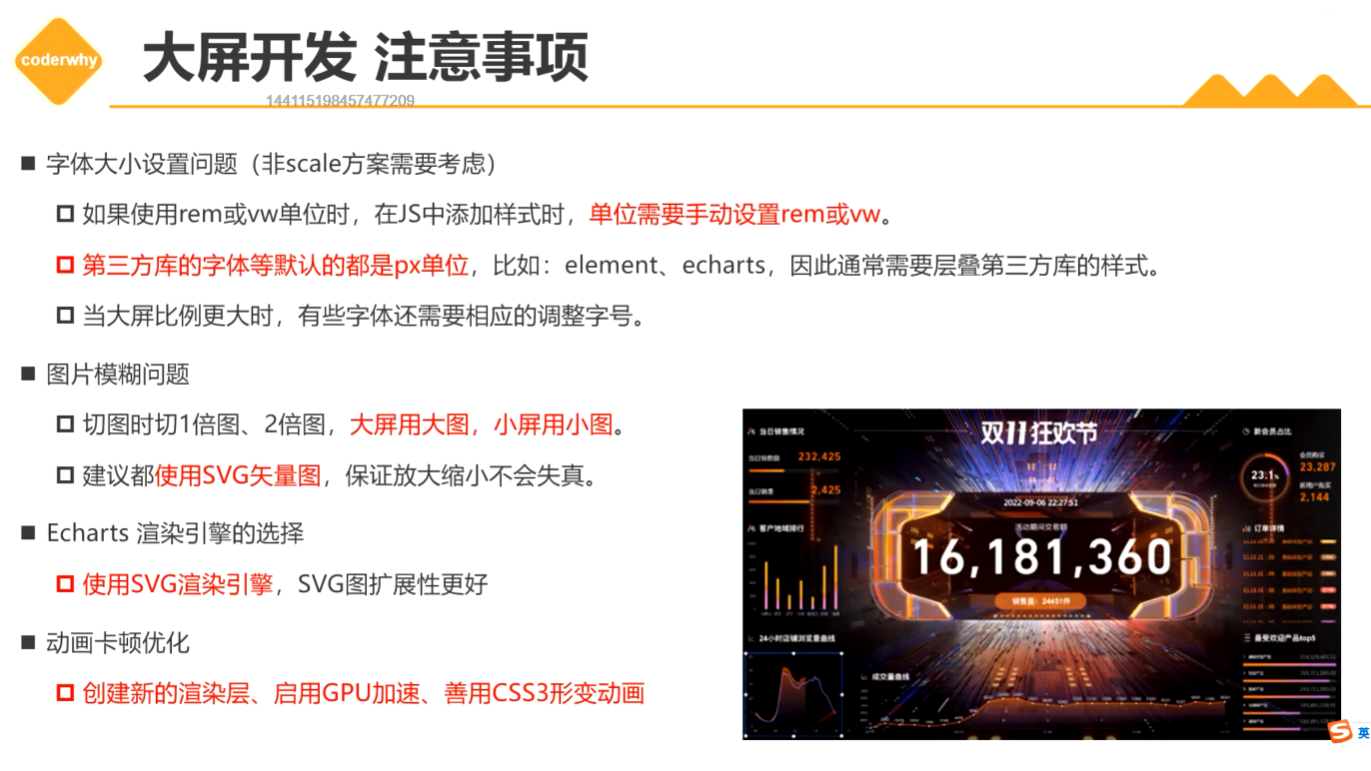 coderwhy
大屏开发 注意事项
144115198457477209
■ 字体大小设置问题（非scale方案需要考虑）
如果使用rem或vw单位时，在JS中添加样式时，单位需要手动设置rem或vw。
第三方库的字体等默认的都是px单位，比如：element、echarts，因此通常需要层叠第三方库的样式。
当大屏比例更大时，有些字体还需要相应的调整字号。
■ 图片模糊问题
切图时切1倍图、2倍图，大屏用大图，小屏用小图。
建议都使用SVG矢量图，保证放大缩小不会失真。
■ Echarts 渲染引擎的选择
使用SVG渲染引擎，SVG图扩展性更好
■ 动画卡顿优化
创建新的渲染层、启用GPU加速、善用CSS3形变动画
双11狂欢节
当日销售情况
232,425
2,425
客户地域排行
24小时店铺浏览量曲线
2022-09-06 22:27:51
活动期间交易额
16,181,360
销售量：24451件
成交量曲线
新会员占比
23.1%
会员购买
23,287
2,144
订单详情
最受欢迎产品top5
英